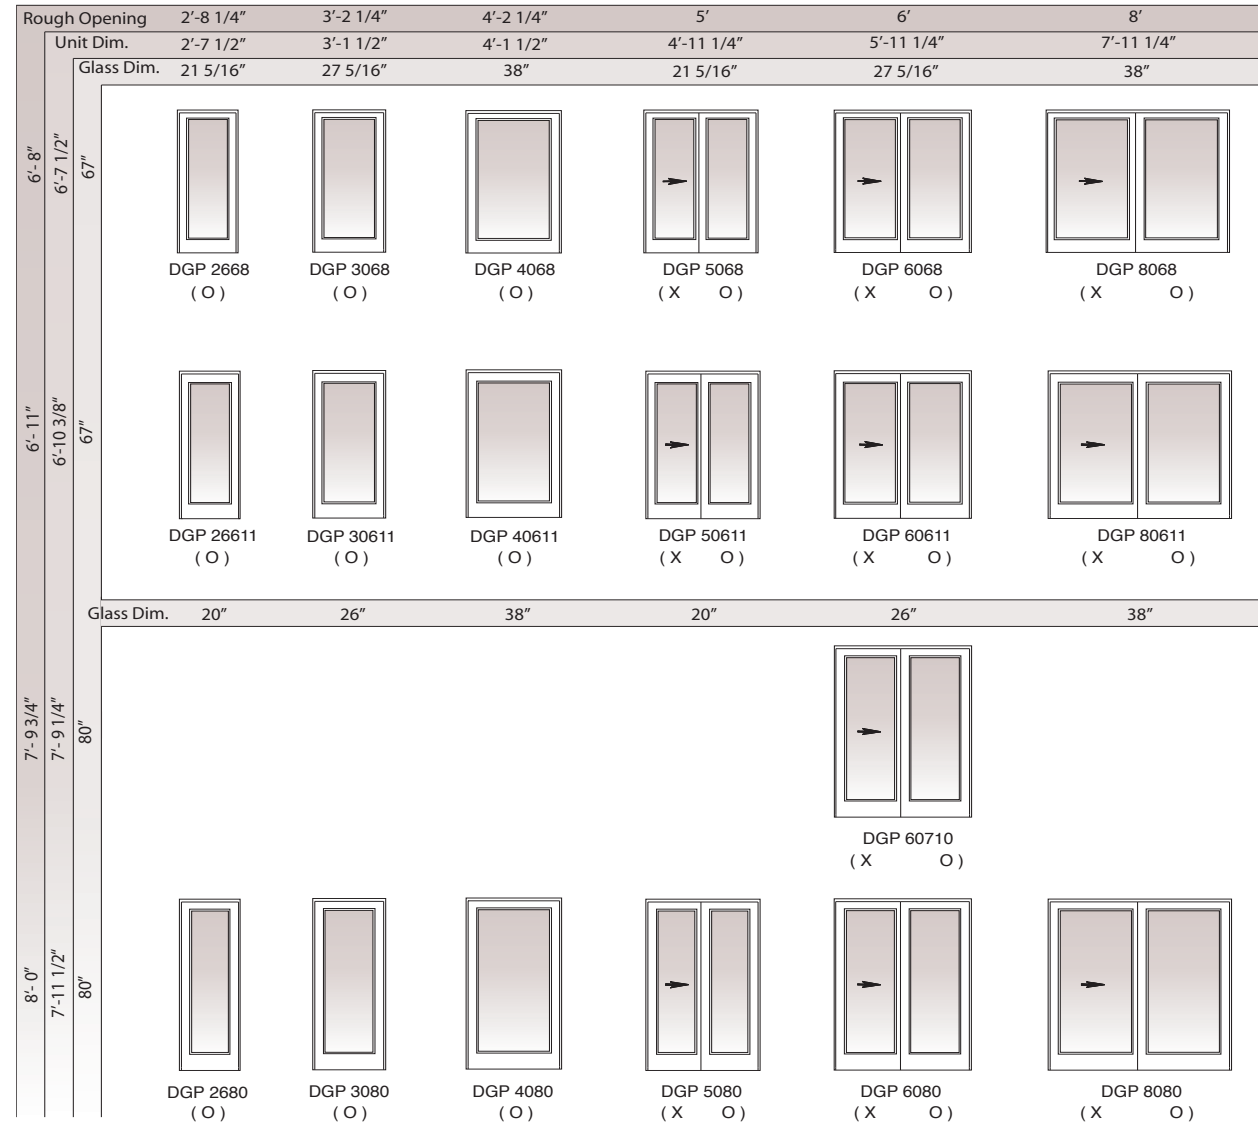 Rough Opening 2′-8 1/4″ 3′-2 1/4″ 4′-2 1/4″ 5′ 6′ 8′
Unit Dim. 2′-7 1/2″ 3′-1 1/2″ 4′-1 1/2″ 4′-11 1/4″ 5′-11 1/4″ 7′-11 1/4″
Glass Dim. 21 5/16″ 27 5/16″ 38″ 21 5/16″ 27 5/16″ 38″
6′- 8″ 6′-7 1/2″ 67″
DGP 2668 DGP 3068 DGP 4068 DGP 5068 DGP 6068 DGP 8068
( O ) ( O ) ( O ) ( X O ) ( X O ) ( X O )
6′- 11″ 6′-10 3/8″ 67″
DGP 26611 DGP 30611 DGP 40611 DGP 50611 DGP 60611 DGP 80611
( O ) ( O ) ( O ) ( X O ) ( X O ) ( X O )
Glass Dim. 20″ 26″ 38″ 20″ 26″ 38″
7′- 9 3/4″ 7′- 9 1/4″ 80″
DGP 60710
( X O )
8′- 0″ 7′-11 1/2″ 80″
DGP 2680 DGP 3080 DGP 4080 DGP 5080 DGP 6080 DGP 8080
( O ) ( O ) ( O ) ( X O ) ( X O ) ( X O )